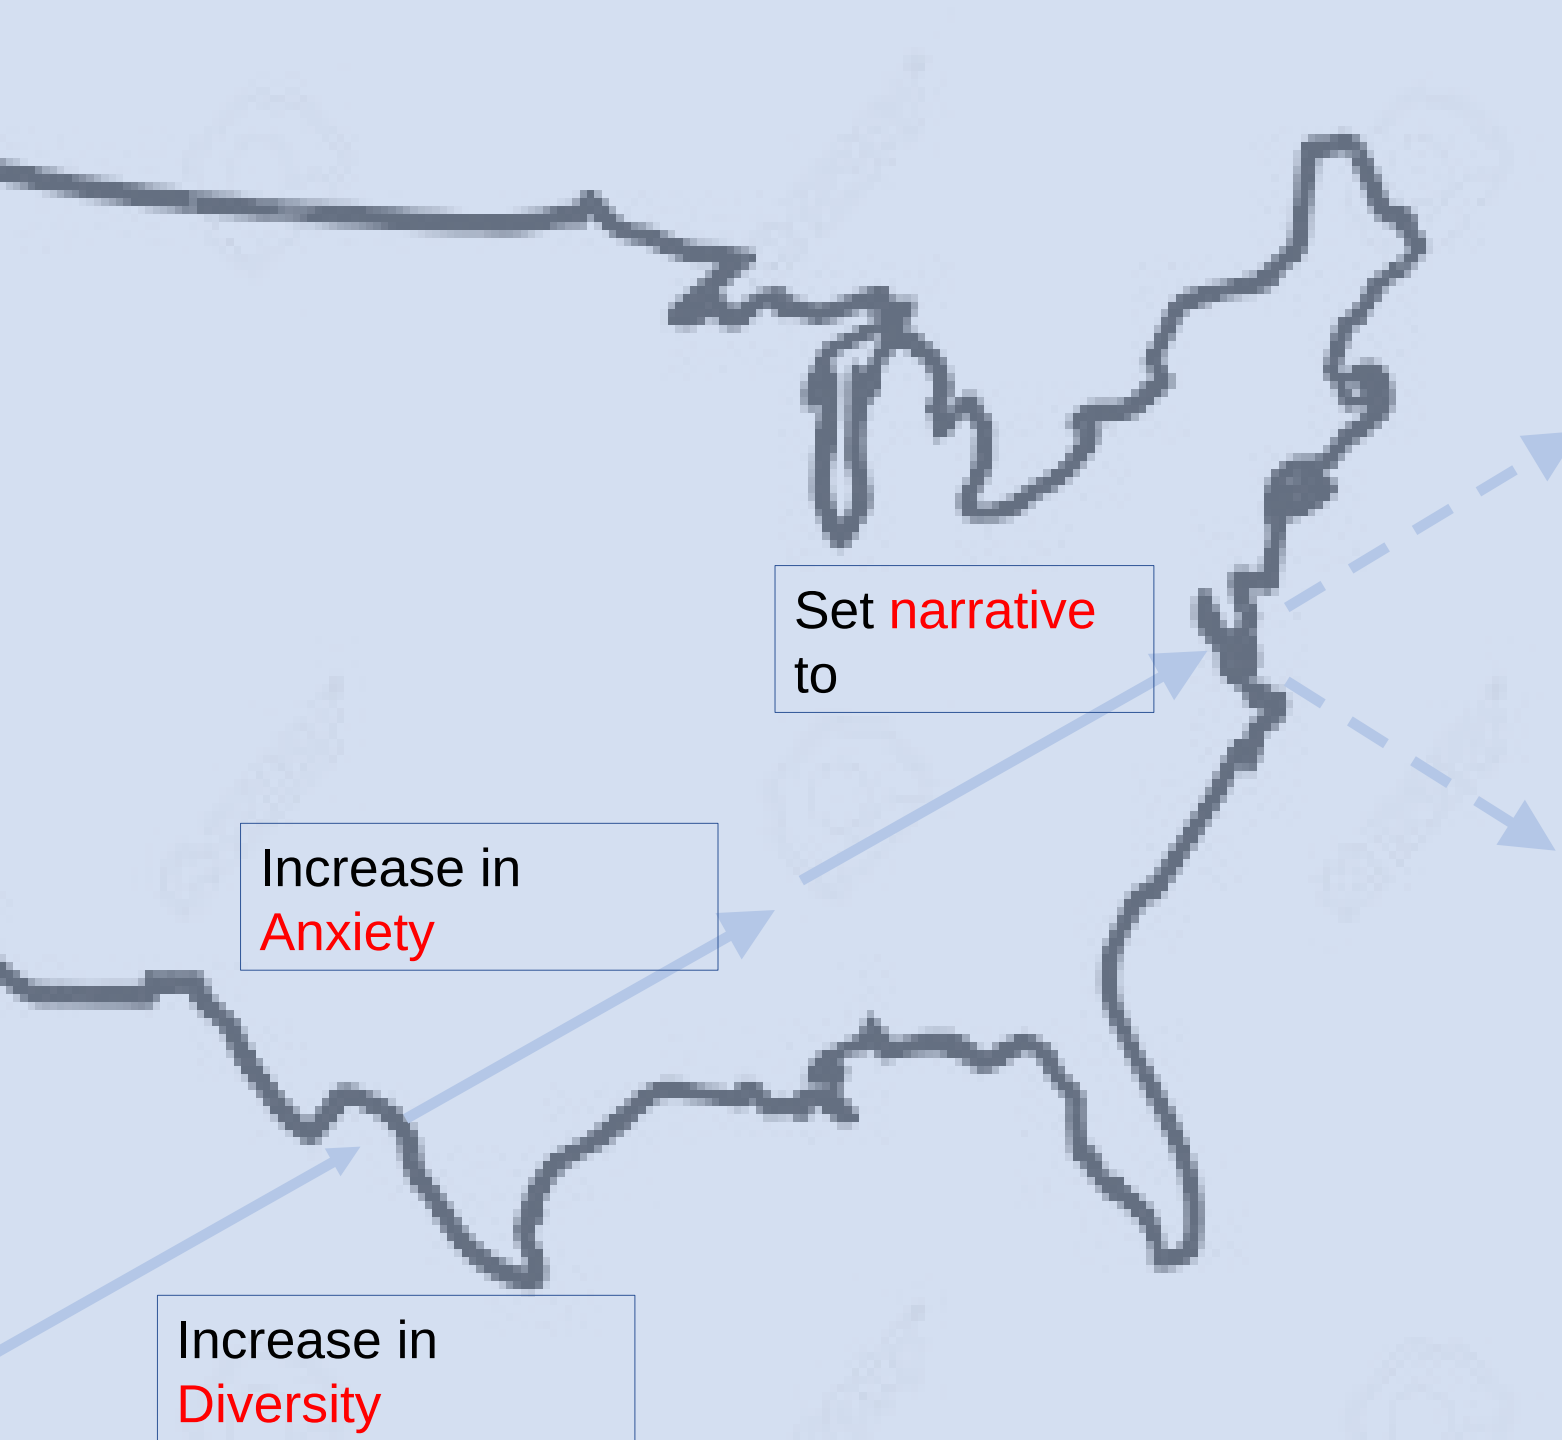 Set narrative
to
Increase in
Anxiety
Increase in
Diversity